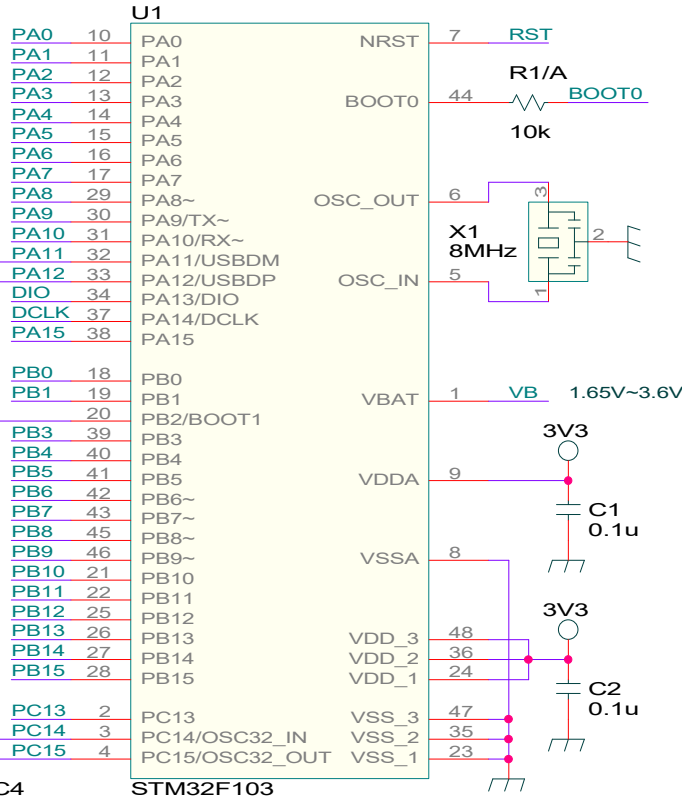 U1
PA0 10 PA0 NRST 7 RST
PA1 11 PA1
PA2 12 PA2 R1/A
PA3 13 PA3 BOOT0 44 BOOT0
PA4 14 PA4 10k
PA5 15 PA5
PA6 16 PA6
PA7 17 PA7
PA8 29 PA8~ OSC_OUT 6 3
PA9 30 PA9/TX~
PA10 31 PA10/RX~ X1 2
PA11 32 PA11/USBDM 8MHz
PA12 33 PA12/USBDP OSC_IN 5 1
DIO 34 PA13/DIO
DCLK 37 PA14/DCLK
PA15 38 PA15
PB0 18 PB0
PB1 19 PB1 VBAT 1 VB 1.65V~3.6V
20 PB2/BOOT1
PB3 39 PB3 3V3
PB4 40 PB4
PB5 41 PB5 VDDA 9
PB6 42 PB6~ C1
PB7 43 PB7~ 0.1u
PB8 45 PB8~
PB9 46 PB9~ VSSA 8
PB10 21 PB10
PB11 22 PB11
PB12 25 PB12 3V3
PB13 26 PB13 VDD_3 48
PB14 27 PB14 VDD_2 36
PB15 28 PB15 VDD_1 24 C2
0.1u
PC13 2 PC13 VSS_3 47
PC14 3 PC14/OSC32_IN VSS_2 35
PC15 4 PC15/OSC32_OUT VSS_1 23
C4 STM32F103